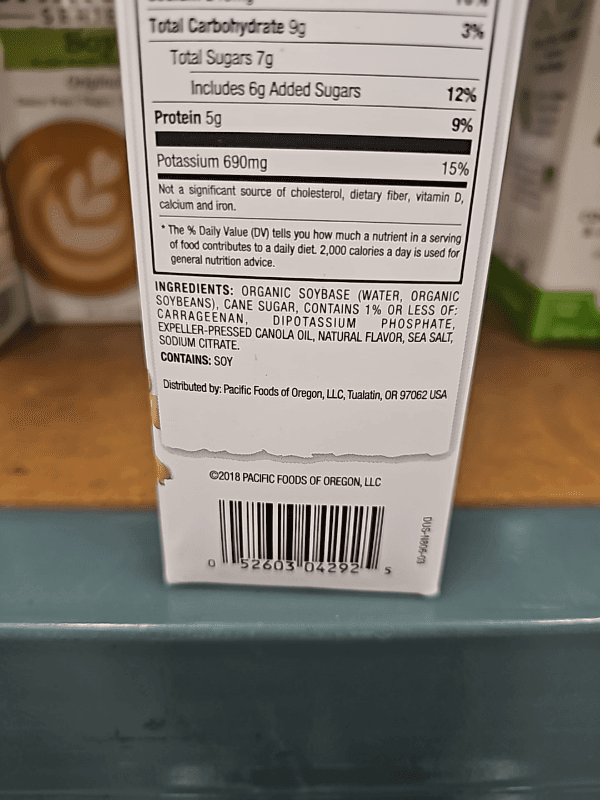 Total Carbohydrate 9g 3%
Total Sugars 7g
Includes 6g Added Sugars 12%
Protein 5g 9%
Potassium 690mg 15%
Not a significant source of cholesterol, dietary fiber, vitamin D,
calcium and iron.
* The % Daily Value (DV) tells you how much a nutrient in a serving
of food contributes to a daily diet. 2,000 calories a day is used for
general nutrition advice.
INGREDIENTS: ORGANIC SOYBASE (WATER, ORGANIC
SOYBEANS), CANE SUGAR, CONTAINS 1% OR LESS OF:
CARRAGEENAN, DIPOTASSIUM PHOSPHATE,
EXPELLER-PRESSED CANOLA OIL, NATURAL FLAVOR, SEA SALT,
SODIUM CITRATE.
CONTAINS: SOY
Distributed by: Pacific Foods of Oregon, LLC, Tualatin, OR 97062 USA
©2018 PACIFIC FOODS OF OREGON, LLC
0 52603 04292 5